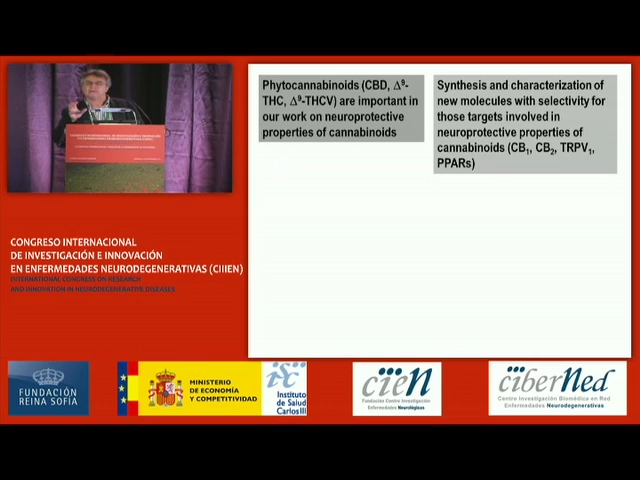 Phytocannabinoids (CBD, Δ⁹-
THC, Δ⁹-THCV) are important in
our work on neuroprotective
properties of cannabinoids
Synthesis and characterization of
new molecules with selectivity for
those targets involved in
neuroprotective properties of
cannabinoids (CB₁, CB₂, TRPV₁,
PPARs)
CONGRESO INTERNACIONAL
DE INVESTIGACIÓN E INNOVACIÓN
EN ENFERMEDADES NEURODEGENERATIVAS (CIIIEN)
INTERNATIONAL CONGRESS ON RESEARCH
AND INNOVATION IN NEURODEGENERATIVE DISEASES
FUNDACIÓN
REINA SOFÍA
MINISTERIO
DE ECONOMÍA
Y COMPETITIVIDAD
isc
Instituto
de Salud
Carlos III
cien
Fundación Centro Investigación
Enfermedades Neurológicas
ciberNed
Centro Investigación Biomédica en Red
Enfermedades Neurodegenerativas